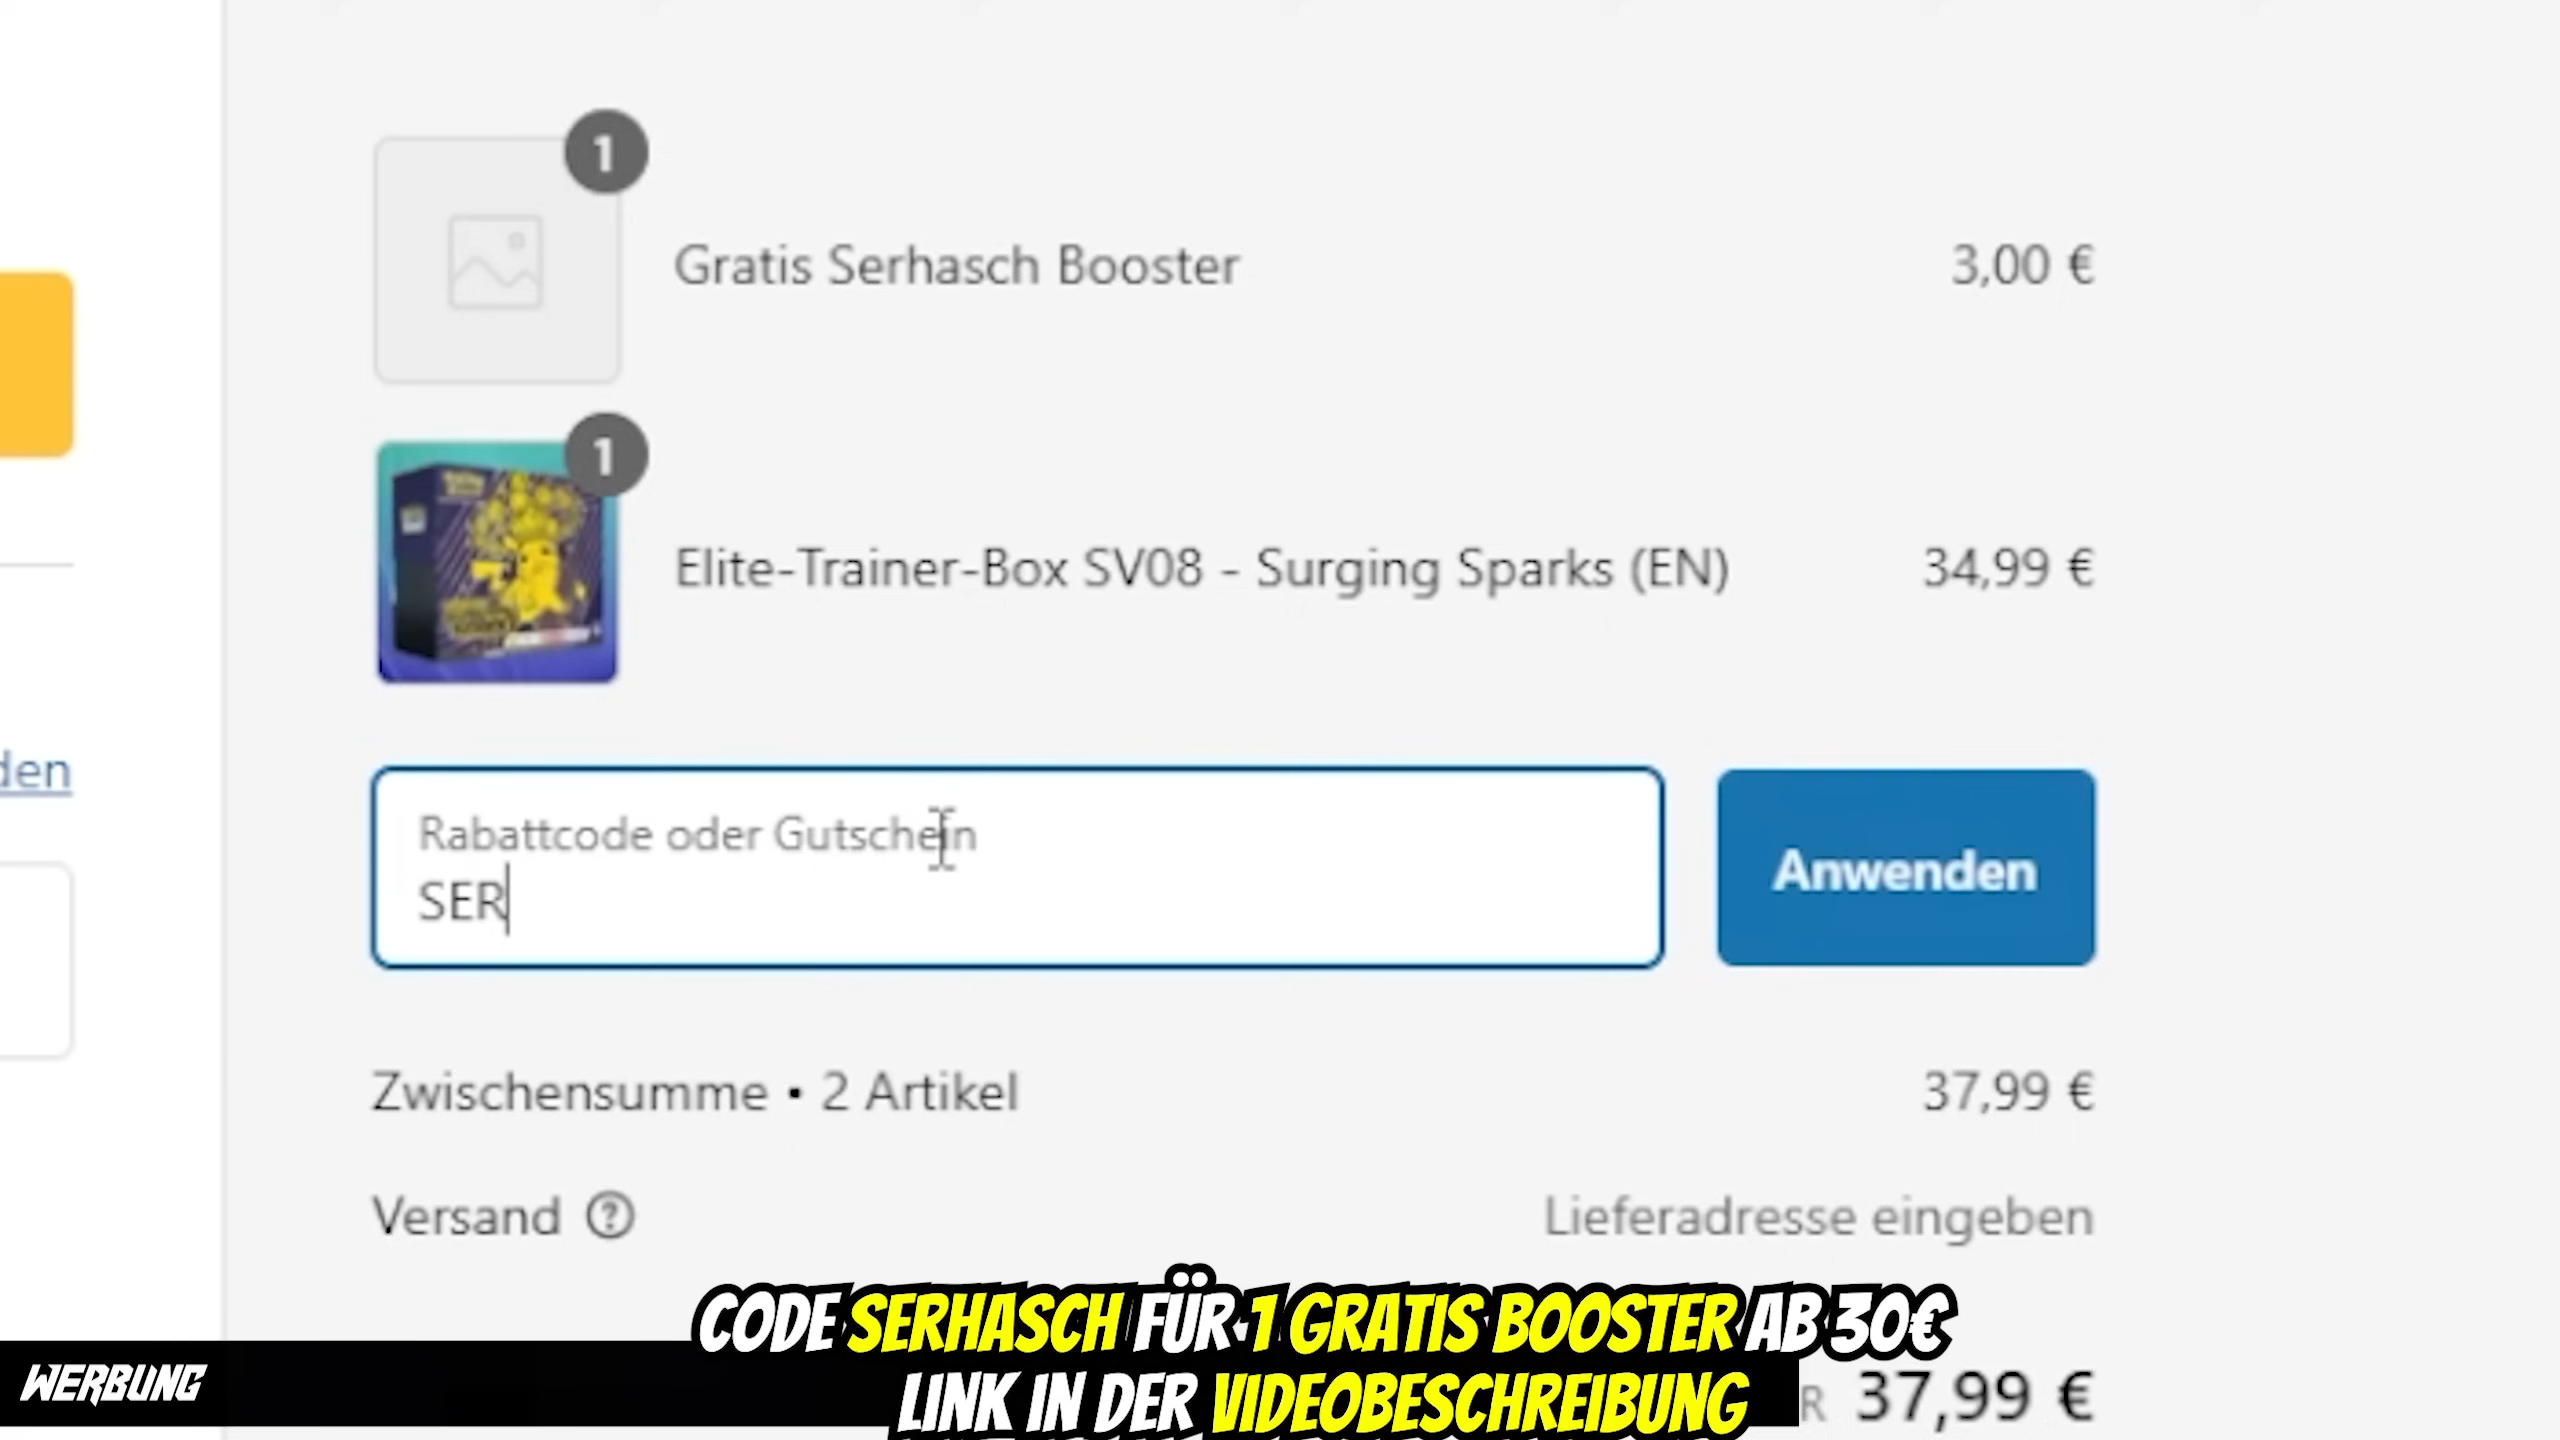 1
Gratis Serhasch Booster 3,00 €
1
Elite-Trainer-Box SV08 - Surging Sparks (EN) 34,99 €
den
Rabattcode oder Gutschein
SER
Anwenden
Zwischensumme • 2 Artikel 37,99 €
Versand ? Lieferadresse eingeben
CODE SERHASCH FÜR 1 GRATIS BOOSTER AB 30€
WERBUNG
LINK IN DER VIDEOBESCHREIBUNG
R 37,99 €